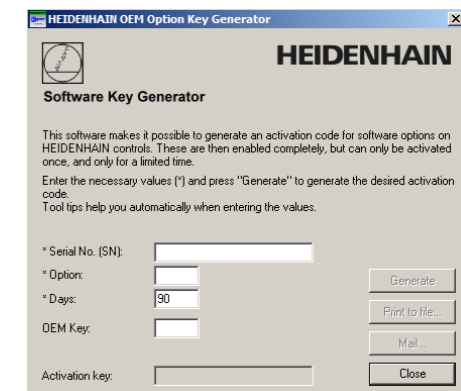 HEIDENHAIN OEM Option Key Generator
HEIDENHAIN
Software Key Generator
This software makes it possible to generate an activation code for software options on
HEIDENHAIN controls. These are then enabled completely, but can only be activated
once, and only for a limited time.
Enter the necessary values (*) and press "Generate" to generate the desired activation
code.
Tool tips help you automatically when entering the values.
* Serial No. (SN):
* Option:
Generate
* Days:
90
Print to file...
OEM Key:
Mail...
Activation key:
Close